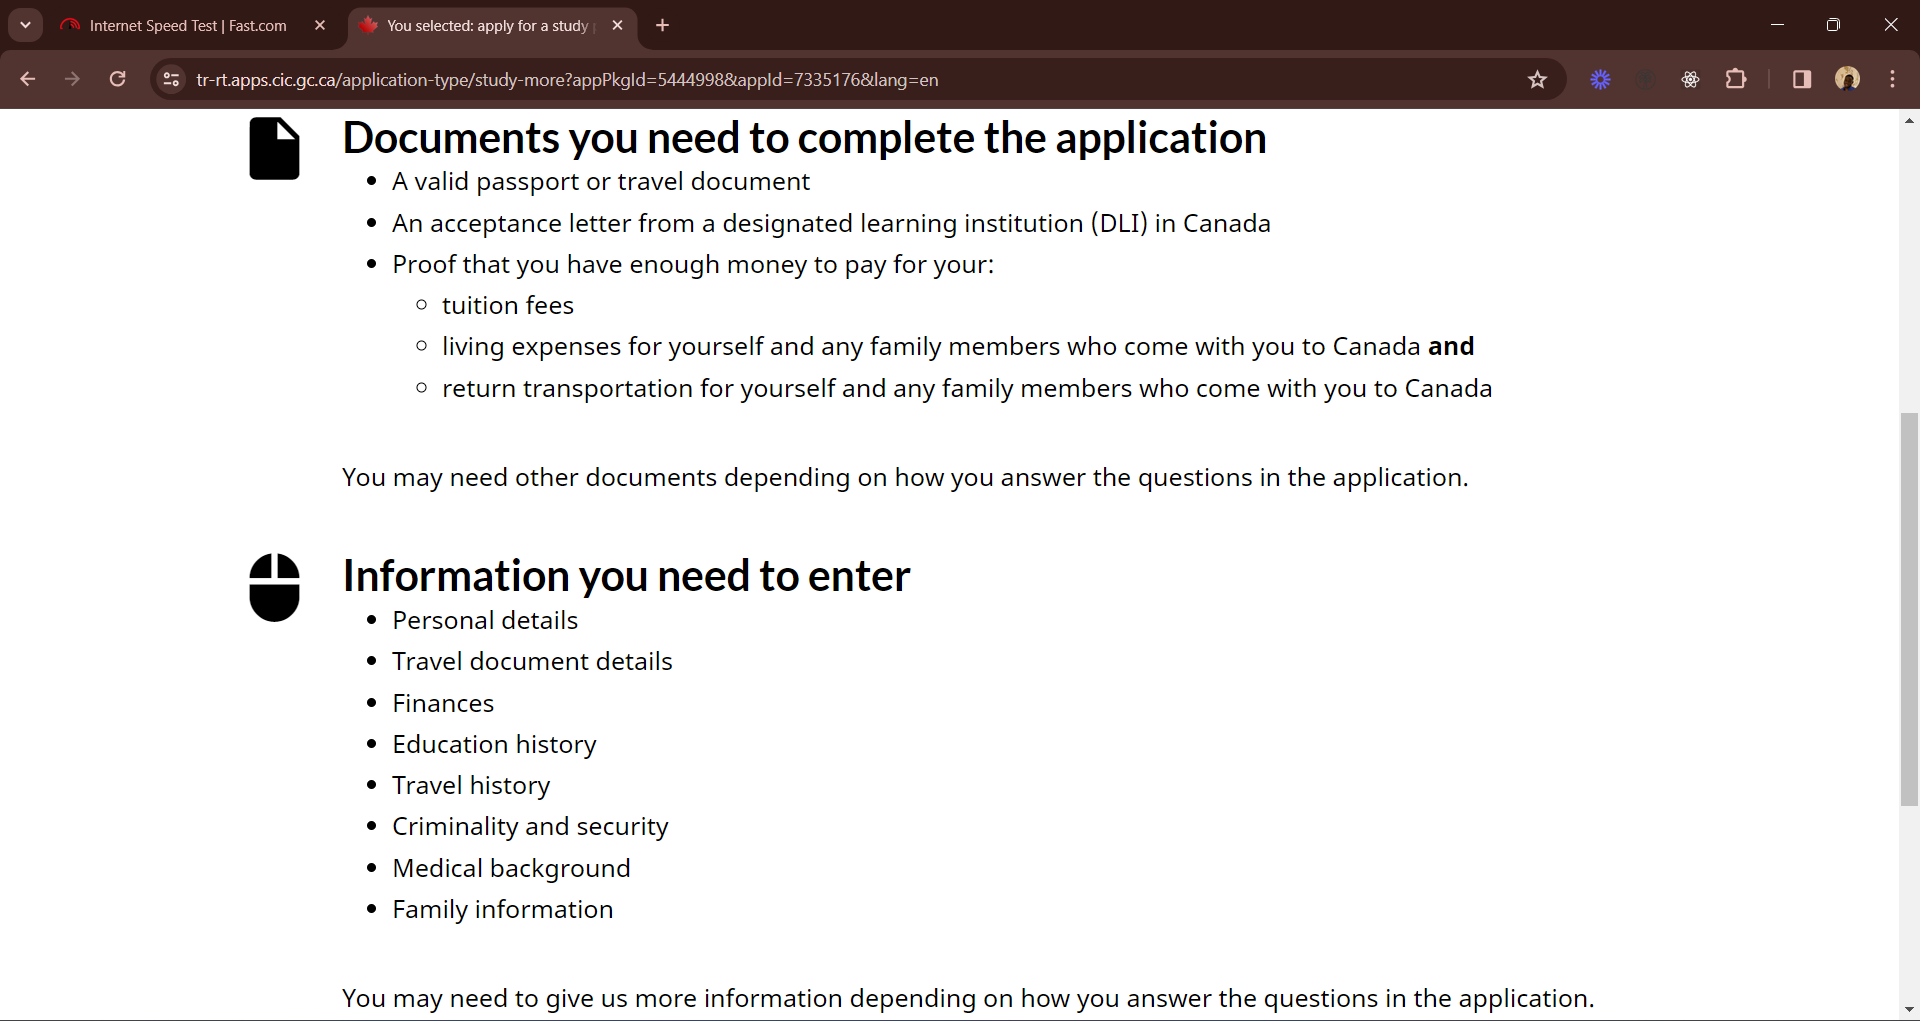 Internet Speed Test | Fast.com
You selected: apply for a study
tr-rt.apps.cic.gc.ca/application-type/study-more?appPkgId=5444998&appId=7335176&lang=en
Documents you need to complete the application
• A valid passport or travel document
• An acceptance letter from a designated learning institution (DLI) in Canada
• Proof that you have enough money to pay for your:
◦ tuition fees
◦ living expenses for yourself and any family members who come with you to Canada and
◦ return transportation for yourself and any family members who come with you to Canada
You may need other documents depending on how you answer the questions in the application.
Information you need to enter
• Personal details
• Travel document details
• Finances
• Education history
• Travel history
• Criminality and security
• Medical background
• Family information
You may need to give us more information depending on how you answer the questions in the application.